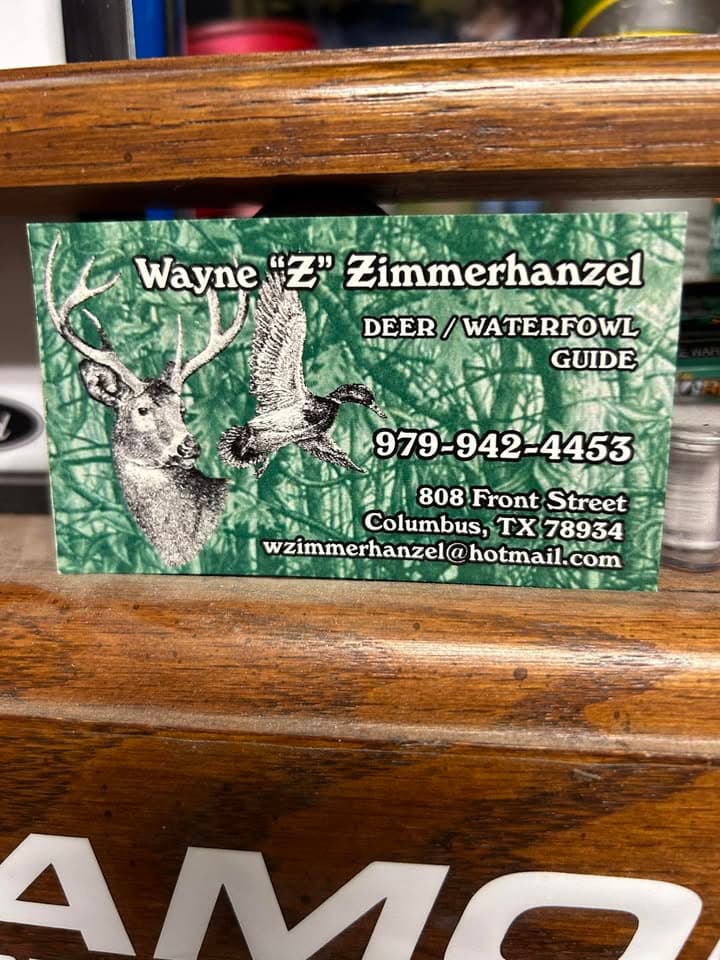 Wayne “Z” Zimmerhanzel
DEER / WATERFOWL
GUIDE
979-942-4453
808 Front Street
Columbus, TX 78934
wzimmerhanzel@hotmail.com
AMO